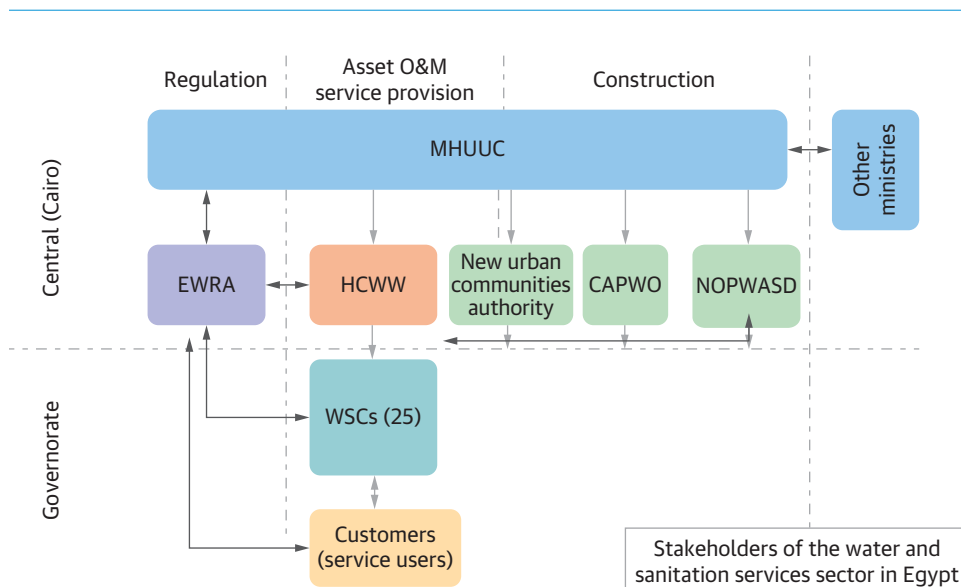 Regulation
Asset O&M
service provision
Construction
Central (Cairo)
MHUUC
Other
ministries
EWRA
HCWW
New urban
communities
authority
CAPWO
NOPWASD
Governorate
WSCs (25)
Customers
(service users)
Stakeholders of the water and
sanitation services sector in Egypt